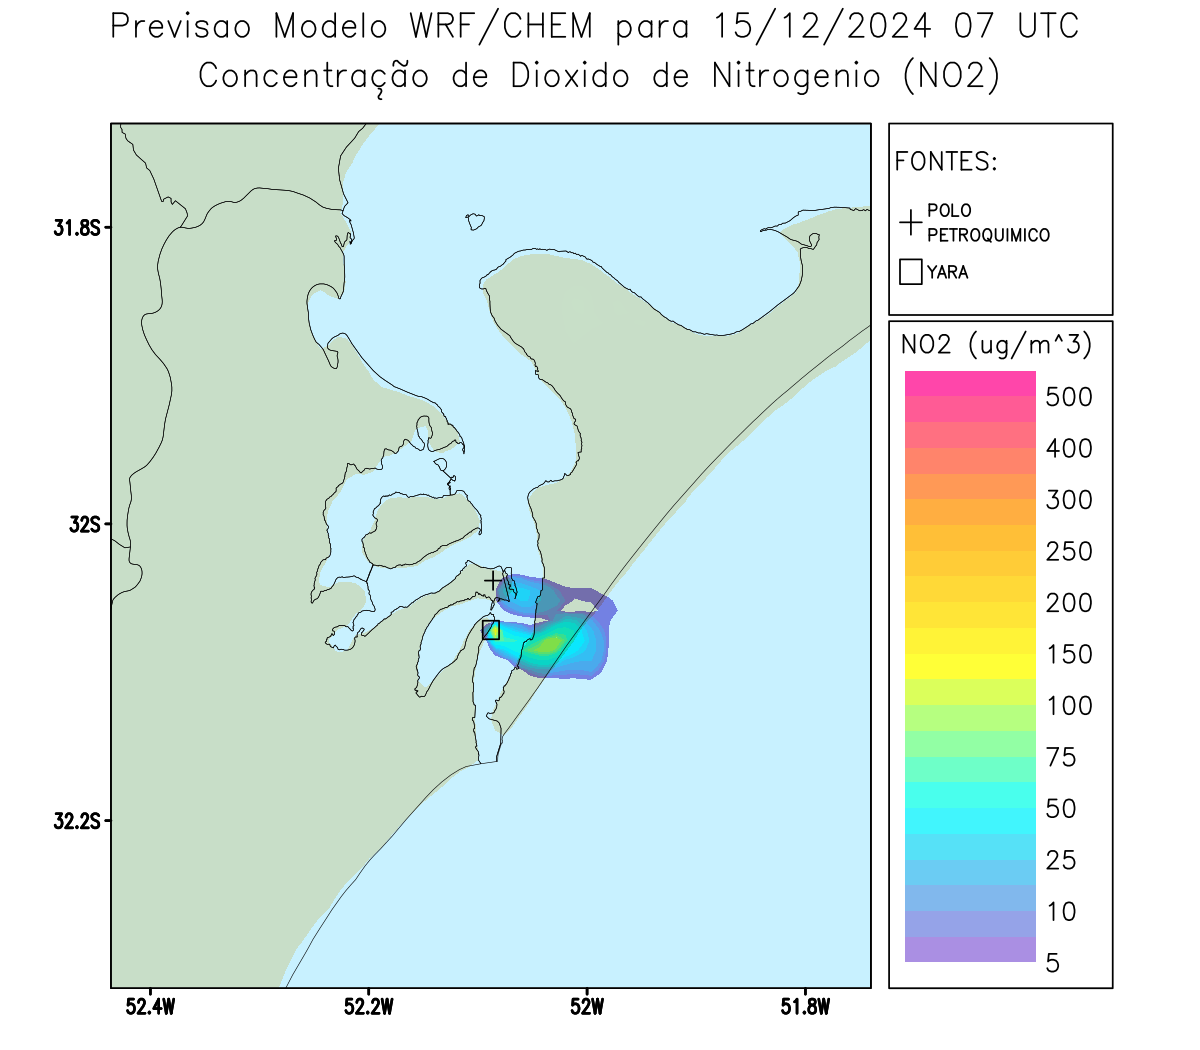 Previsao Modelo WRF/CHEM para 15/12/2024 07 UTC
Concentração de Dioxido de Nitrogenio (NO2)
FONTES:
POLO
PETROQUIMICO
YARA
NO2 (ug/m^3)
500
400
300
250
200
150
100
75
50
25
10
5
31.8S
32S
32.2S
52.4W
52.2W
52W
51.8W